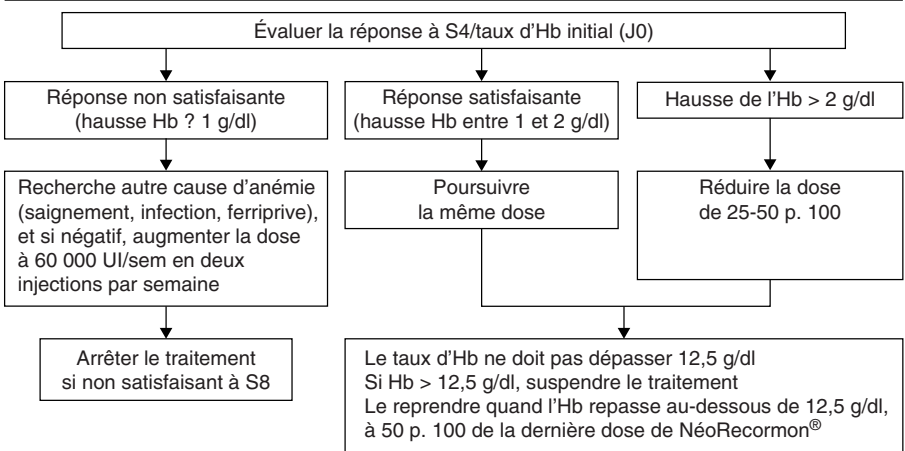 Évaluer la réponse à S4/taux d'Hb initial (J0)
Réponse non satisfaisante
(hausse Hb ? 1 g/dl)
Réponse satisfaisante
(hausse Hb entre 1 et 2 g/dl)
Hausse de l'Hb > 2 g/dl
Recherche autre cause d'anémie
(saignement, infection, ferriprive),
et si négatif, augmenter la dose
à 60 000 UI/sem en deux
injections par semaine
Poursuivre
la même dose
Réduire la dose
de 25-50 p. 100
Arrêter le traitement
si non satisfaisant à S8
Le taux d'Hb ne doit pas dépasser 12,5 g/dl
Si Hb > 12,5 g/dl, suspendre le traitement
Le reprendre quand l'Hb repasse au-dessous de 12,5 g/dl,
à 50 p. 100 de la dernière dose de NéoRecormon®